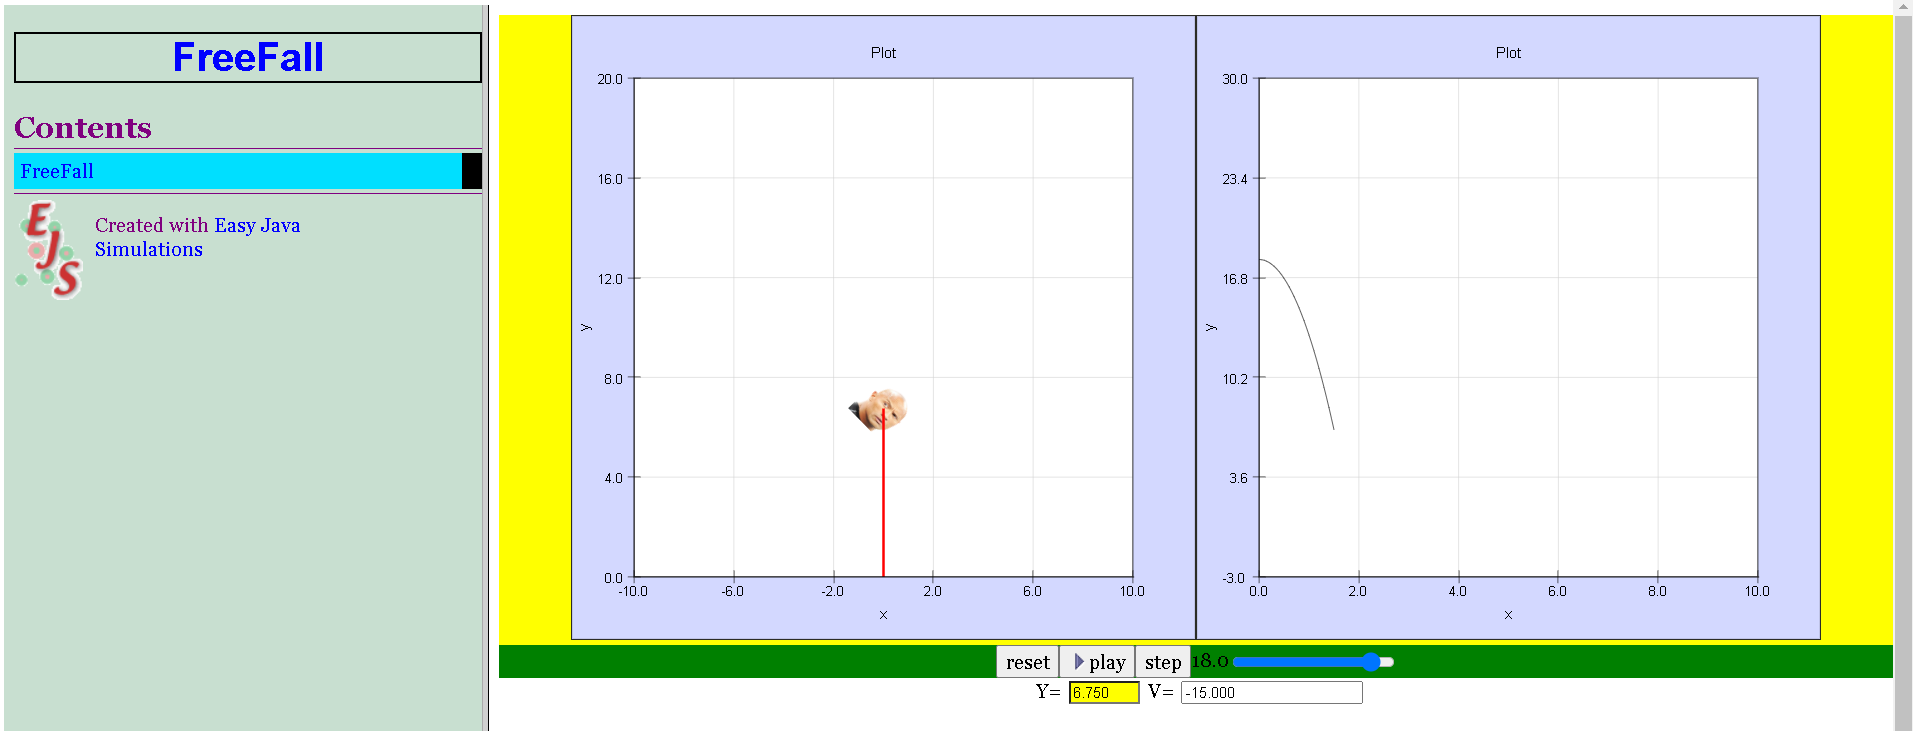 FreeFall
Contents
FreeFall
EJS
Created with Easy Java
Simulations
Plot
20.0
16.0
12.0
8.0
4.0
0.0
y
-10.0 -6.0 -2.0 2.0 6.0 10.0
x
Plot
30.0
23.4
16.8
10.2
3.6
-3.0
y
0.0 2.0 4.0 6.0 8.0 10.0
x
reset play step 18.0
Y= 6.750 V= -15.000